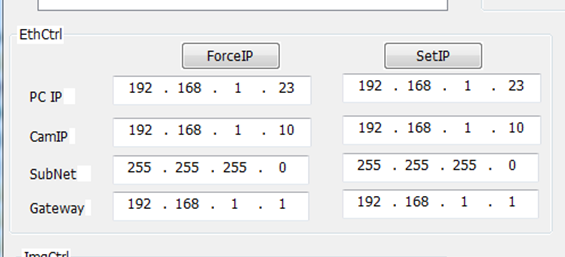 EthCtrl
ForceIP SetIP
PC IP 192 . 168 . 1 . 23 192 . 168 . 1 . 23
CamIP 192 . 168 . 1 . 10 192 . 168 . 1 . 10
SubNet 255 . 255 . 255 . 0 255 . 255 . 255 . 0
Gateway 192 . 168 . 1 . 1 192 . 168 . 1 . 1
ImgCtrl